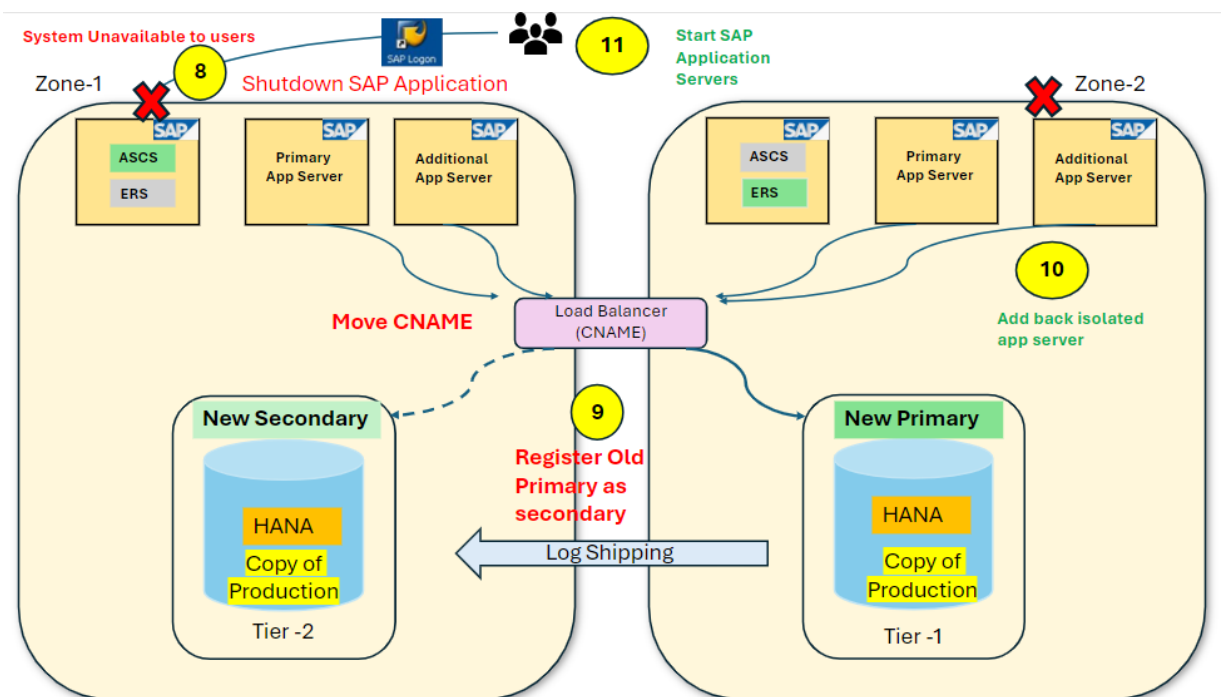 System Unavailable to users
8
SAP Logon
11
Start SAP
Application
Servers
Zone-1
Shutdown SAP Application
Zone-2
SAP
ASCS
ERS
SAP
Primary
App Server
SAP
Additional
App Server
SAP
ASCS
ERS
SAP
Primary
App Server
SAP
Additional
App Server
10
Add back isolated
app server
Move CNAME
Load Balancer
(CNAME)
New Secondary
HANA
Copy of
Production
Tier -2
9
Register Old
Primary as
secondary
Log Shipping
New Primary
HANA
Copy of
Production
Tier -1